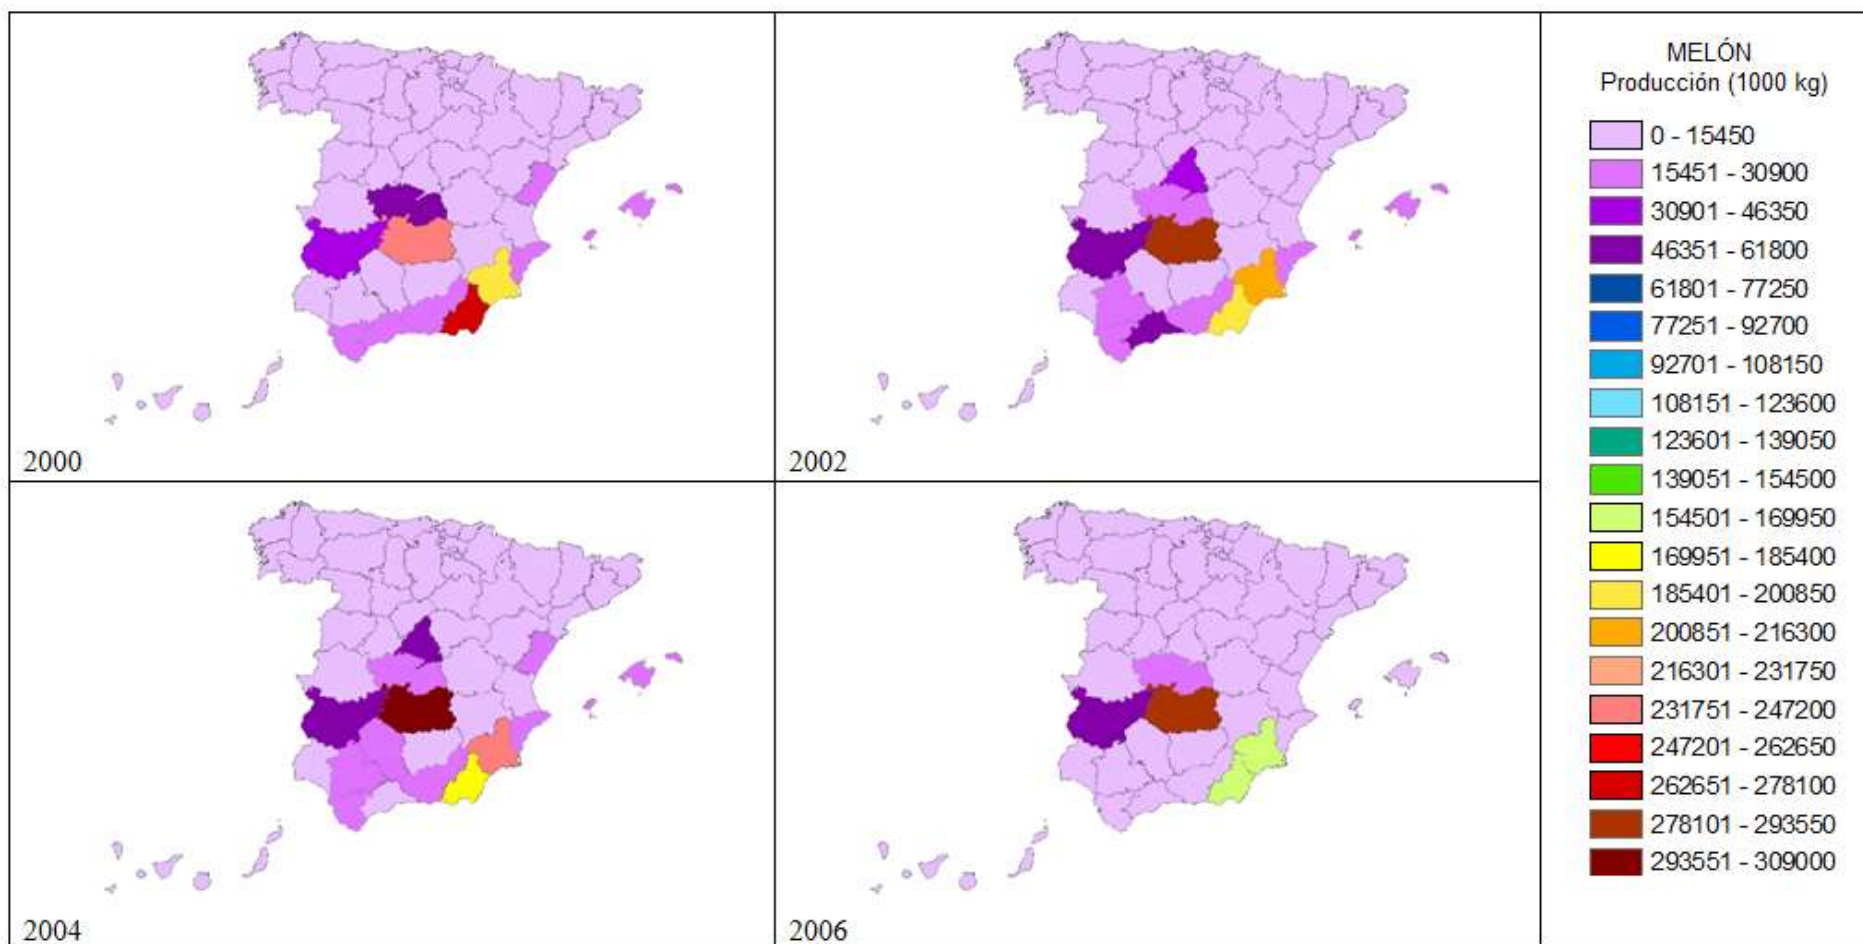 2000
2002
2004
2006
MELÓN
Producción (1000 kg)
0 - 15450
15451 - 30900
30901 - 46350
46351 - 61800
61801 - 77250
77251 - 92700
92701 - 108150
108151 - 123600
123601 - 139050
139051 - 154500
154501 - 169950
169951 - 185400
185401 - 200850
200851 - 216300
216301 - 231750
231751 - 247200
247201 - 262650
262651 - 278100
278101 - 293550
293551 - 309000